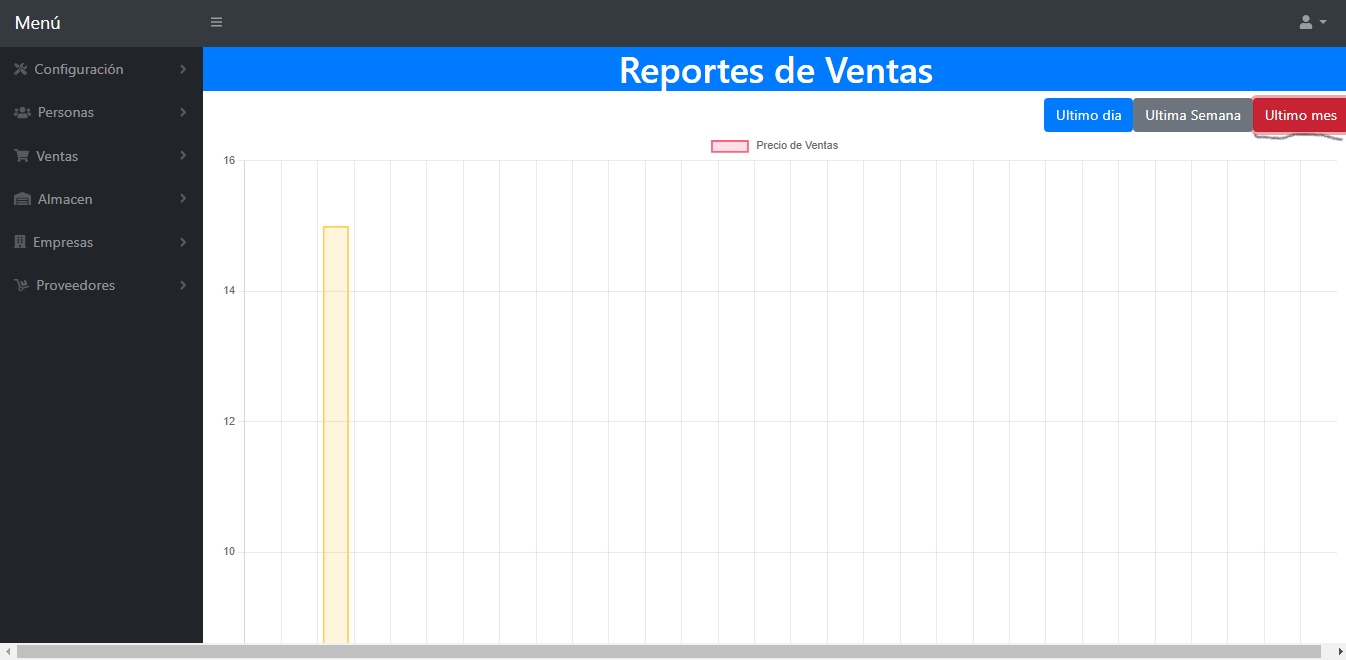 Menú
Configuración
Personas
Ventas
Almacen
Empresas
Proveedores
Reportes de Ventas
Ultimo dia
Ultima Semana
Ultimo mes
Precio de Ventas
16
14
12
10